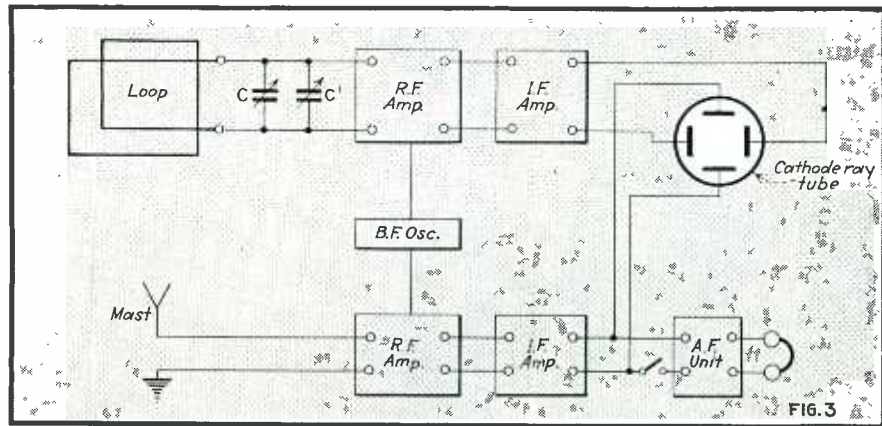 Loop
C
C'
R.F.
Amp.
I.F.
Amp.
Cathode ray
tube
B.F. Osc.
Mast
R.F.
Amp.
I.F.
Amp.
A.F.
Unit
FIG.3